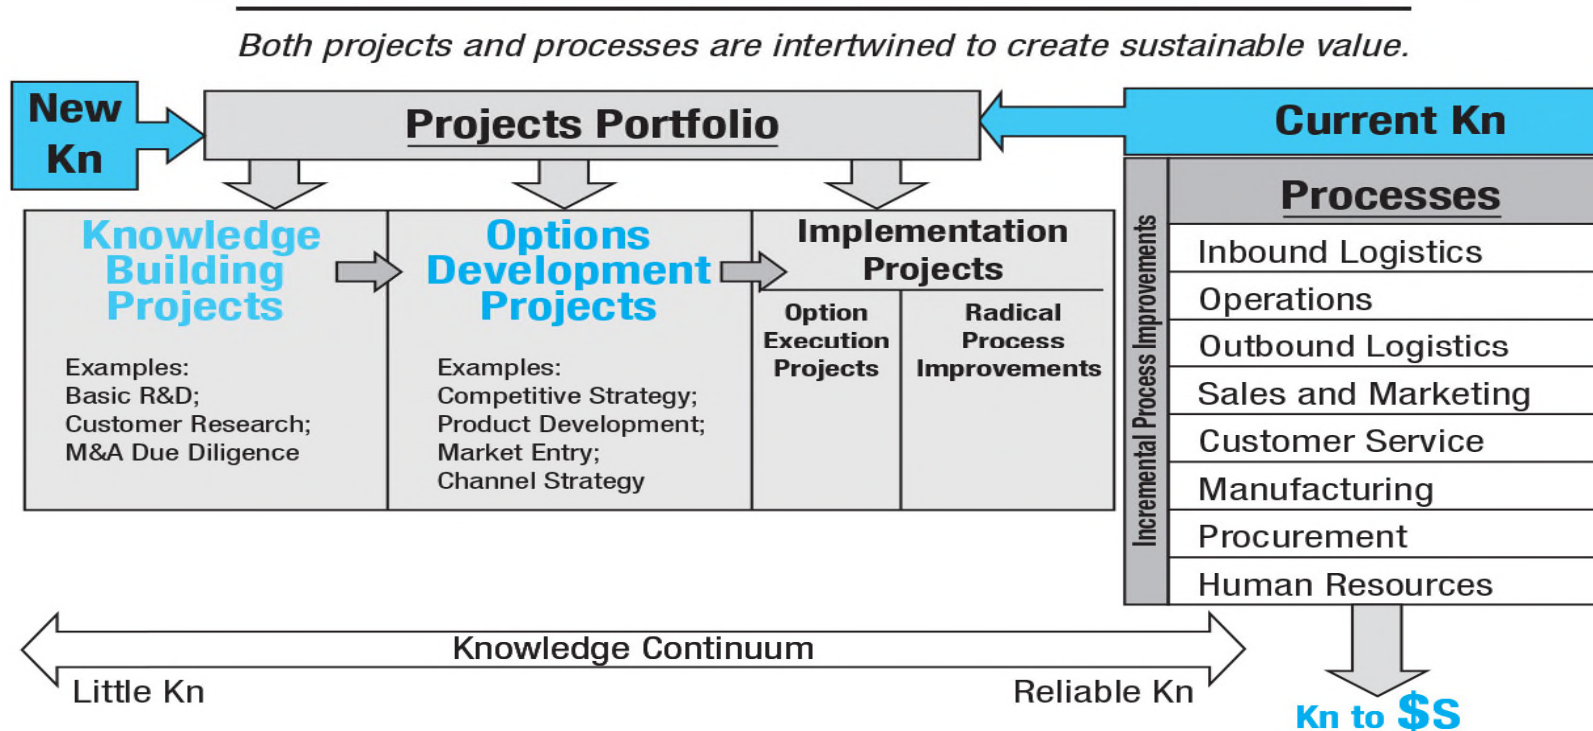 Both projects and processes are intertwined to create sustainable value.
New
Kn
Projects Portfolio
Current Kn
Knowledge
Building
Projects
Examples:
Basic R&D;
Customer Research;
M&A Due Diligence
Options
Development
Projects
Examples:
Competitive Strategy;
Product Development;
Market Entry;
Channel Strategy
Implementation
Projects
Option
Execution
Projects
Radical
Process
Improvements
Incremental Process Improvements
Processes
Inbound Logistics
Operations
Outbound Logistics
Sales and Marketing
Customer Service
Manufacturing
Procurement
Human Resources
Knowledge Continuum
Little Kn
Reliable Kn
Kn to $S